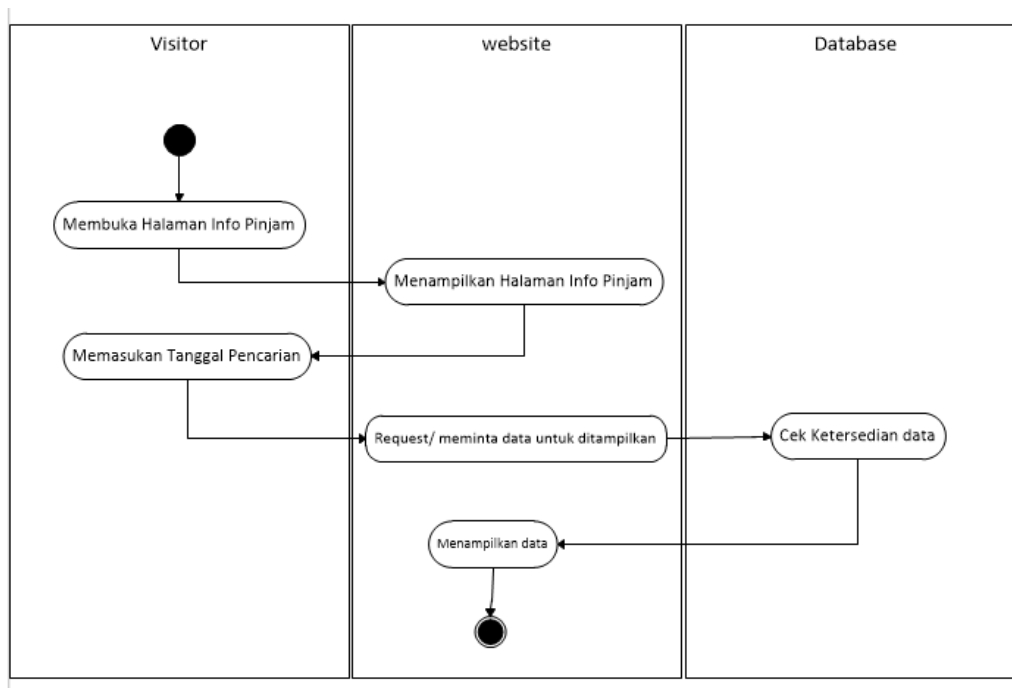 Visitor
website
Database
Membuka Halaman Info Pinjam
Menampilkan Halaman Info Pinjam
Memasukan Tanggal Pencarian
Request/ meminta data untuk ditampilkan
Cek Ketersedian data
Menampilkan data